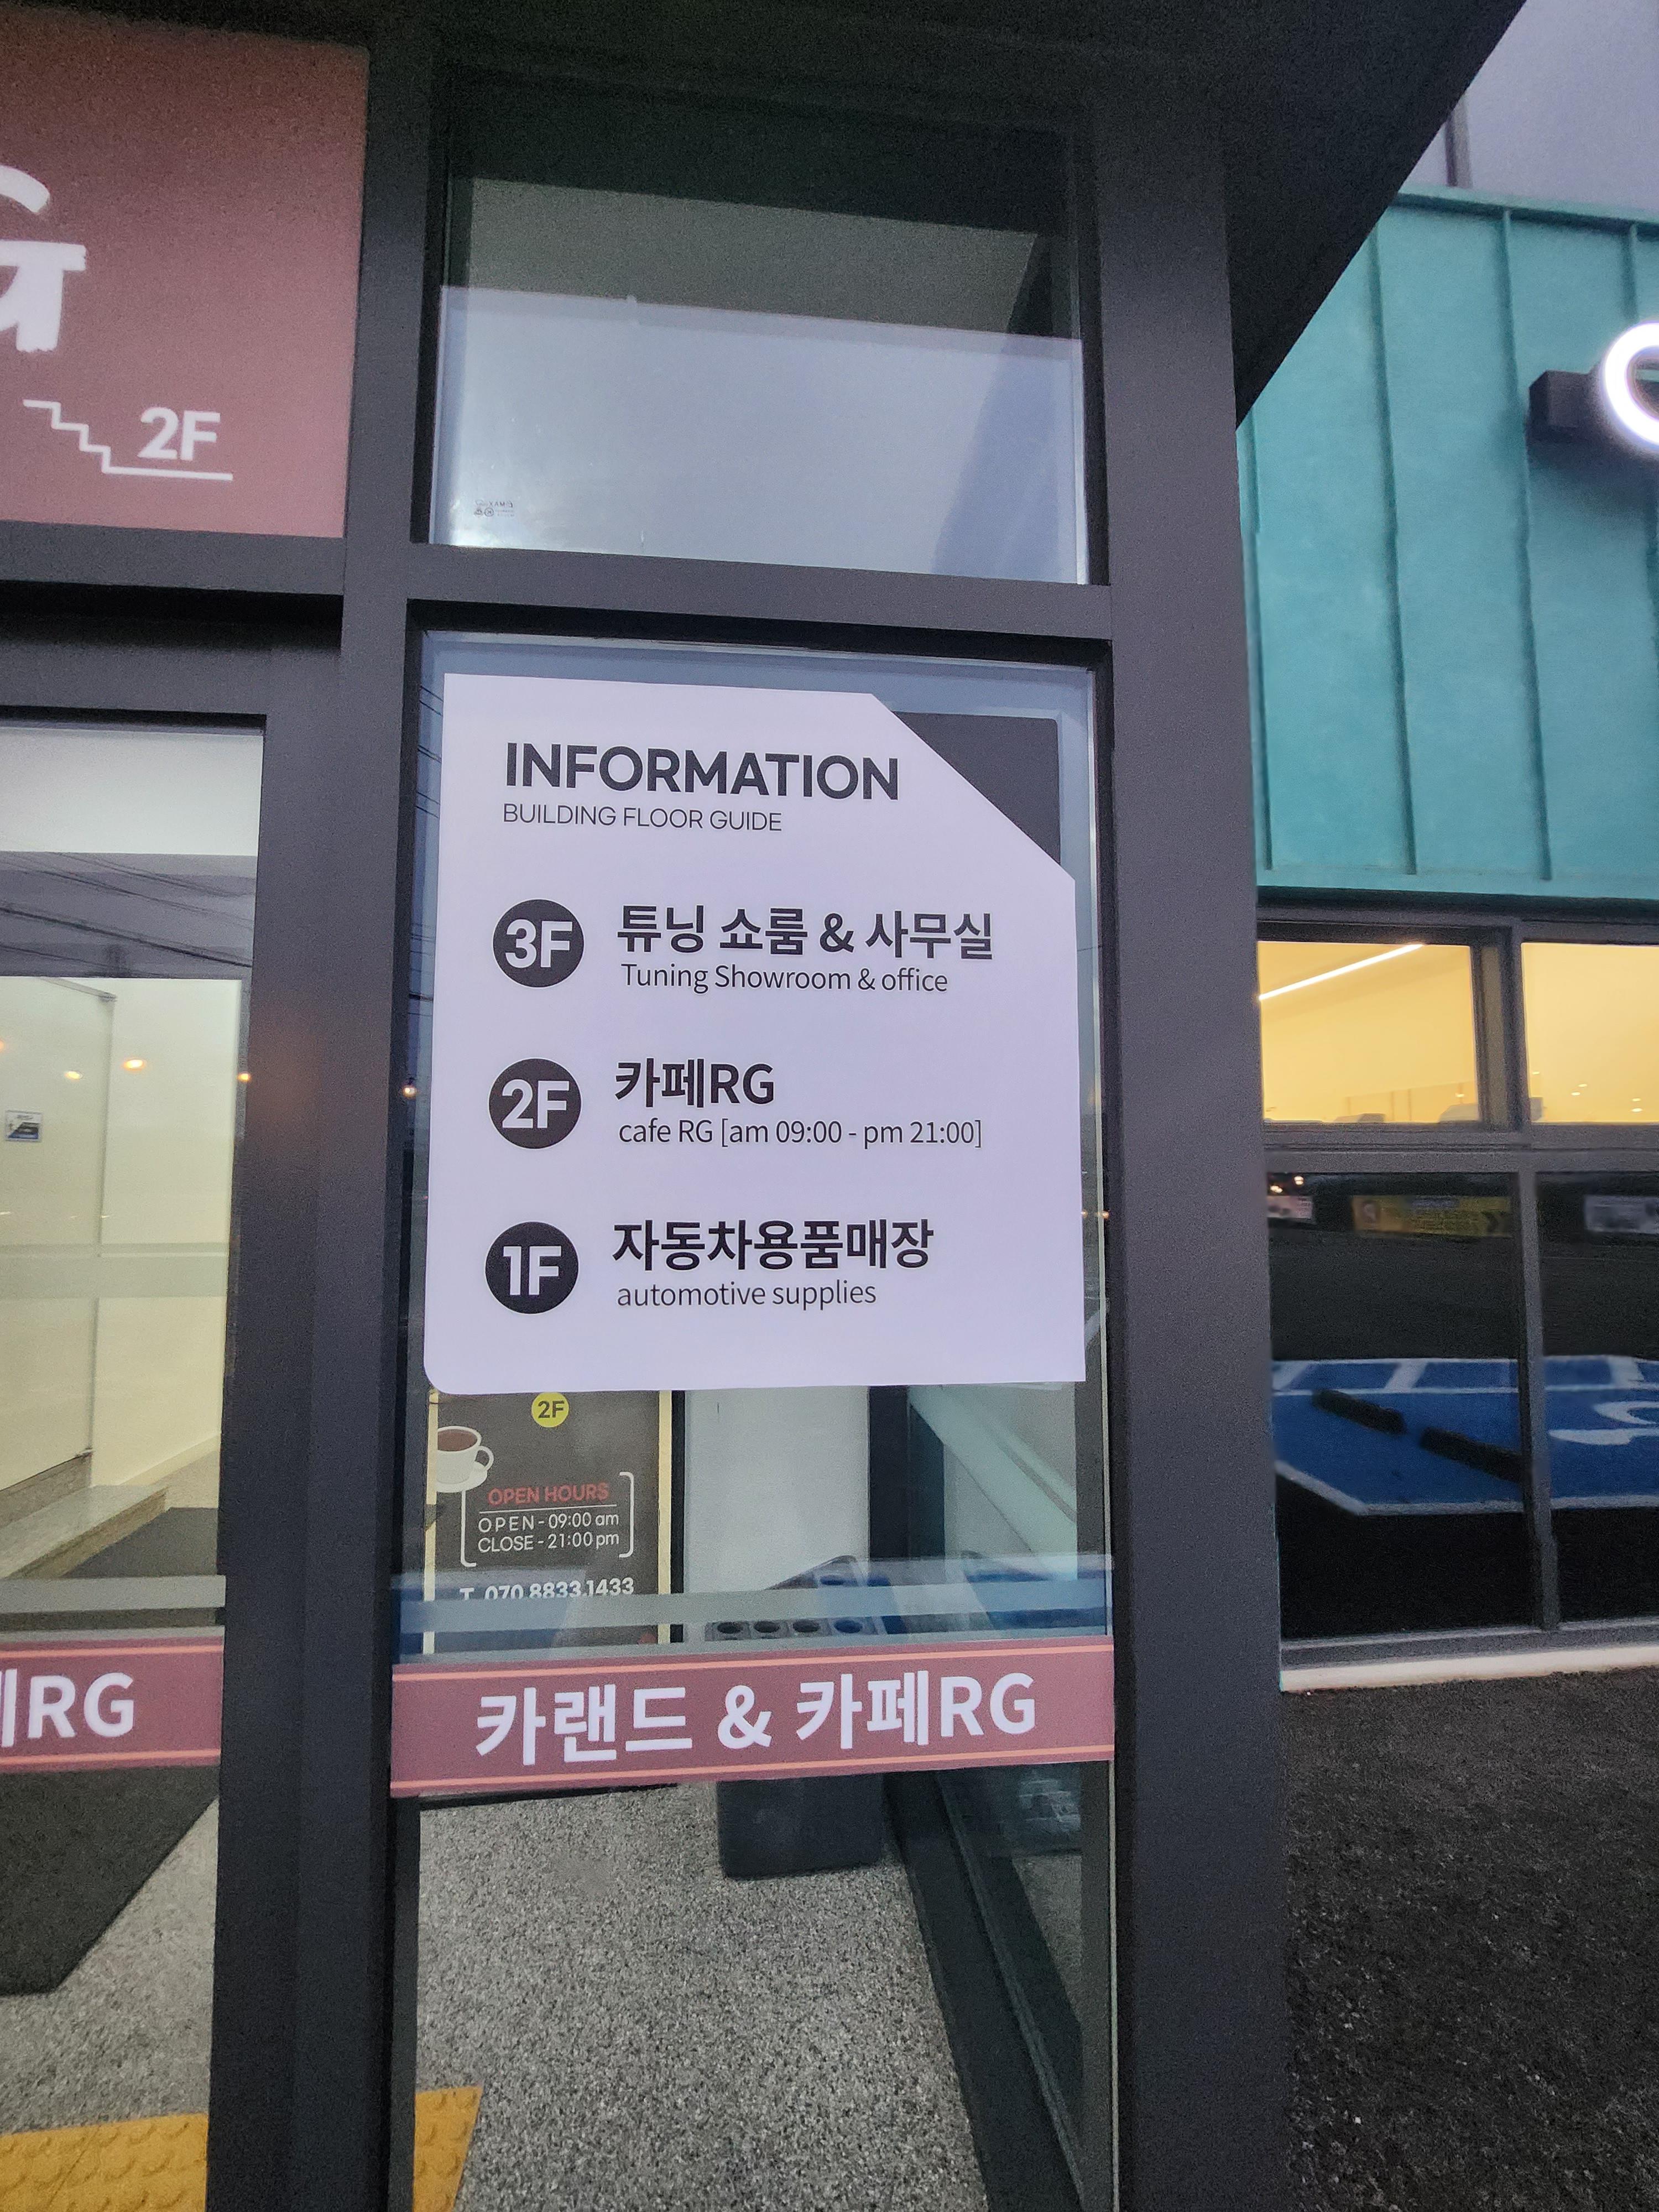 G
2F
INFORMATION
BUILDING FLOOR GUIDE
3F
튜닝 쇼룸 & 사무실
Tuning Showroom & office
2F
카페RG
cafe RG [am 09:00 - pm 21:00]
1F
자동차용품매장
automotive supplies
2F
OPEN HOURS
OPEN - 09:00 am
CLOSE - 21:00 pm
T. 070.8833.1433
RG
카랜드 & 카페RG